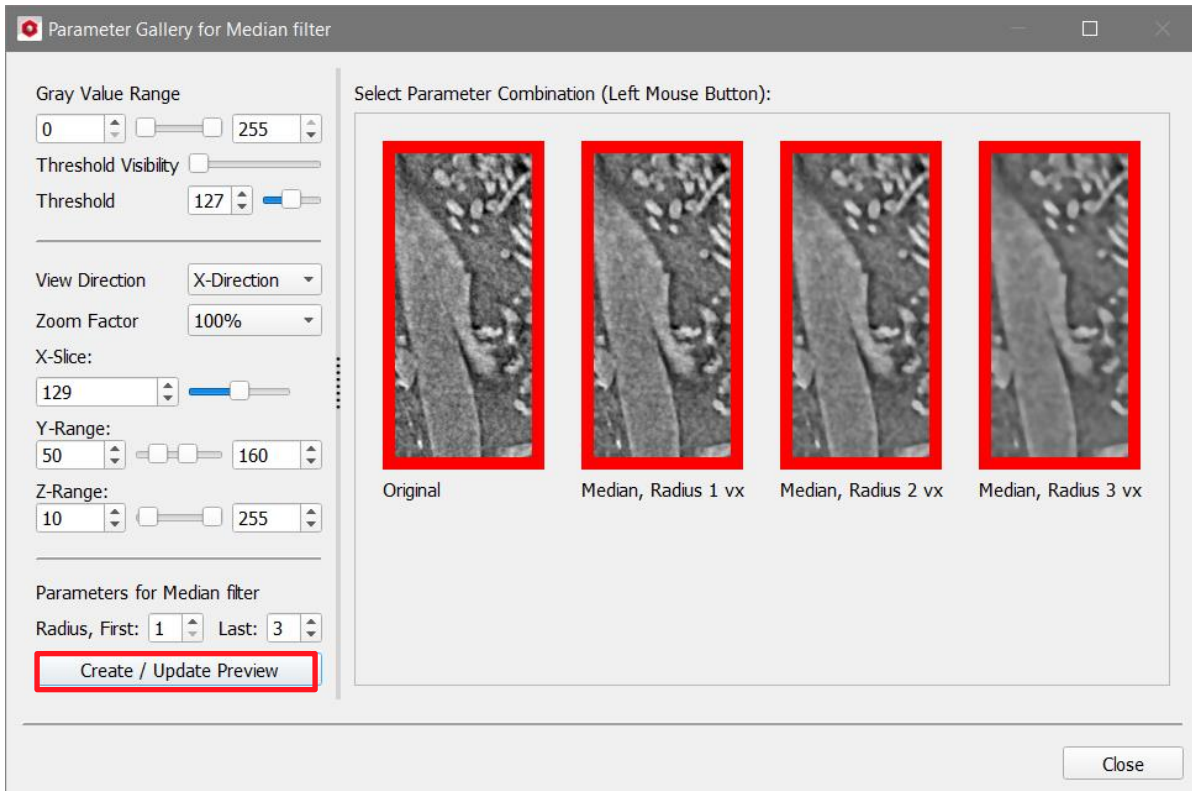 Parameter Gallery for Median filter
Gray Value Range
0 255
Threshold Visibility
Threshold 127
View Direction X-Direction
Zoom Factor 100%
X-Slice:
129
Y-Range:
50 160
Z-Range:
10 255
Parameters for Median filter
Radius, First: 1 Last: 3
Create / Update Preview
Select Parameter Combination (Left Mouse Button):
Original Median, Radius 1 vx Median, Radius 2 vx Median, Radius 3 vx
Close